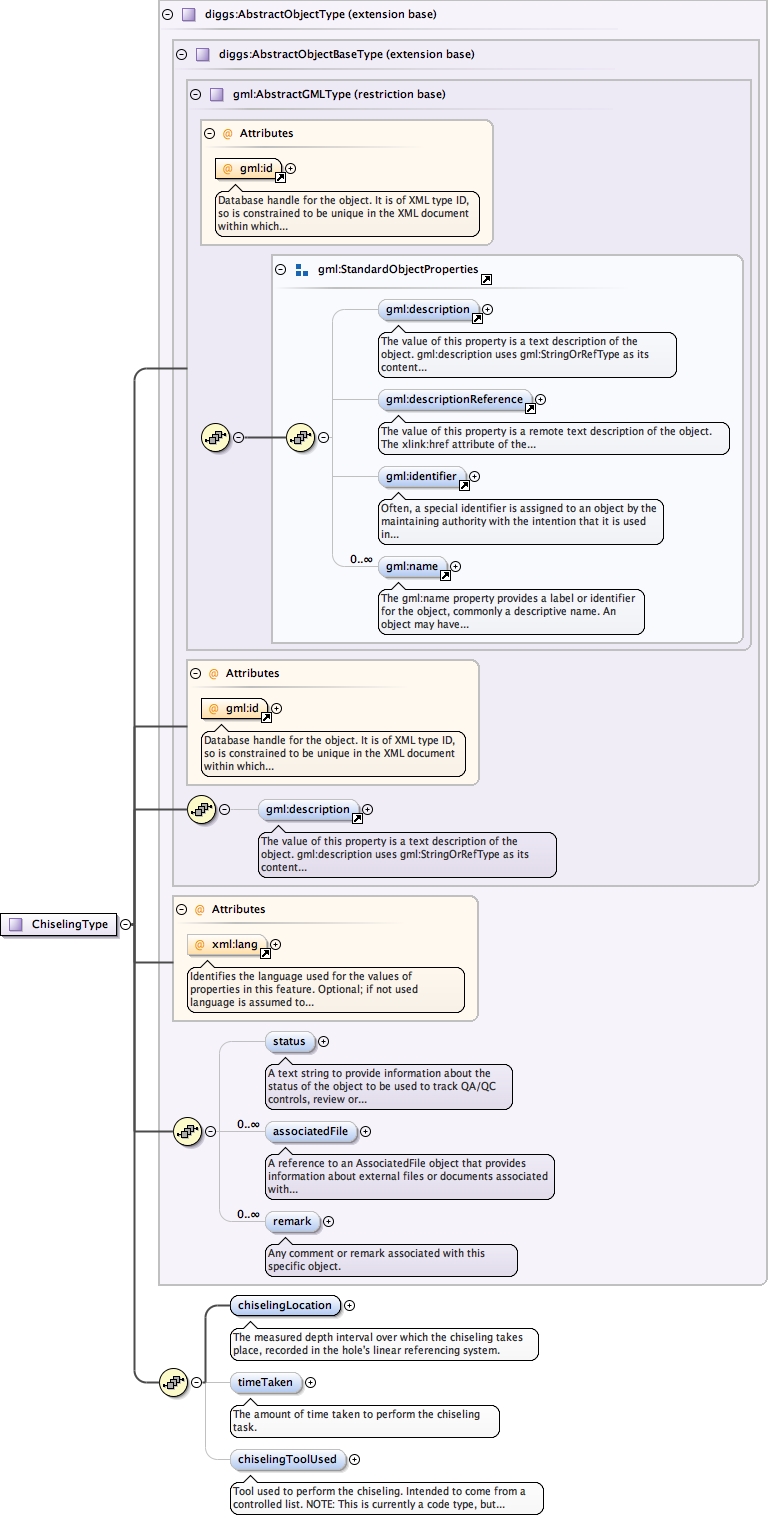 diggs:AbstractObjectType (extension base)
diggs:AbstractObjectBaseType (extension base)
gml:AbstractGMLType (restriction base)
@ Attributes
@ gml:id
Database handle for the object. It is of XML type ID,
so is constrained to be unique in the XML document
within which...
gml:StandardObjectProperties
gml:description
The value of this property is a text description of the
object. gml:description uses gml:StringOrRefType as its
content...
gml:descriptionReference
The value of this property is a remote text description of the object.
The xlink:href attribute of the...
gml:identifier
Often, a special identifier is assigned to an object by the
maintaining authority with the intention that it is used
in...
0..∞ gml:name
The gml:name property provides a label or identifier
for the object, commonly a descriptive name. An
object may have...
@ Attributes
@ gml:id
Database handle for the object. It is of XML type ID,
so is constrained to be unique in the XML document
within which...
gml:description
The value of this property is a text description of the
object. gml:description uses gml:StringOrRefType as its
content...
ChiselingType
@ Attributes
@ xml:lang
Identifies the language used for the values of
properties in this feature. Optional; if not used
language is assumed to...
status
A text string to provide information about the
status of the object to be used to track QA/QC
controls, review or...
0..∞ associatedFile
A reference to an AssociatedFile object that provides
information about external files or documents associated
with...
0..∞ remark
Any comment or remark associated with this
specific object.
chiselingLocation
The measured depth interval over which the chiseling takes
place, recorded in the hole's linear referencing system.
timeTaken
The amount of time taken to perform the chiseling
task.
chiselingToolUsed
Tool used to perform the chiseling. Intended to come from a
controlled list. NOTE: This is currently a code type, but...